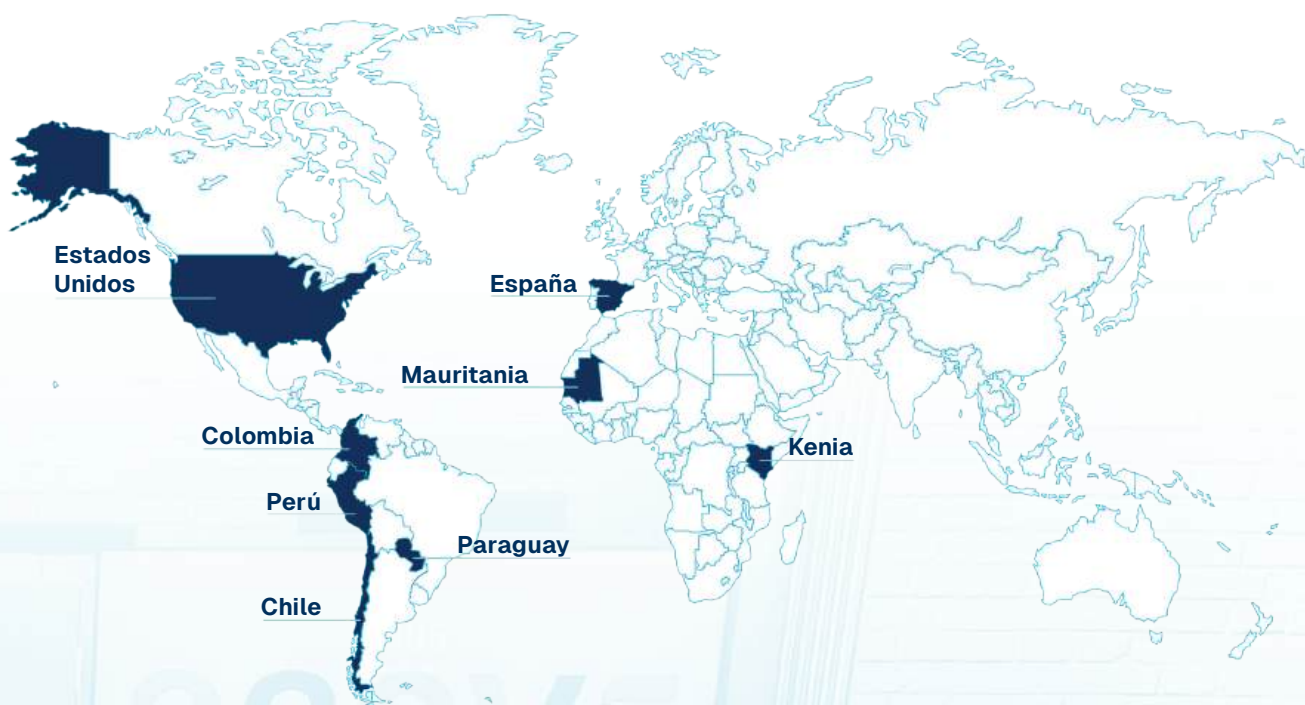 Estados
Unidos
España
Mauritania
Colombia
Kenia
Perú
Paraguay
Chile